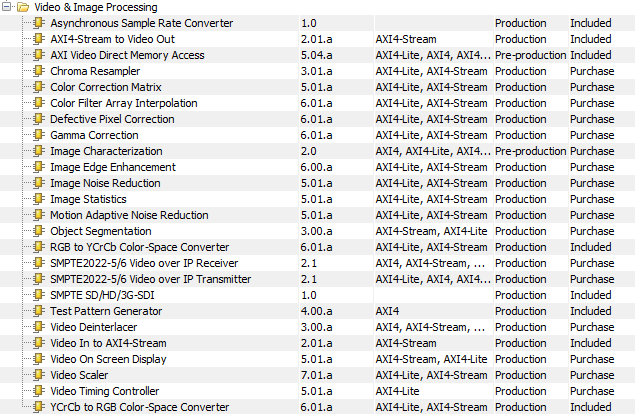 Video & Image Processing
Asynchronous Sample Rate Converter 1.0 Production Included
AXI4-Stream to Video Out 2.01.a AXI4-Stream Production Included
AXI Video Direct Memory Access 5.04.a AXI4-Lite, AXI4, AXI4... Pre-production Included
Chroma Resampler 3.01.a AXI4-Lite, AXI4-Stream Production Purchase
Color Correction Matrix 5.01.a AXI4-Lite, AXI4-Stream Production Purchase
Color Filter Array Interpolation 6.01.a AXI4-Lite, AXI4-Stream Production Purchase
Defective Pixel Correction 6.01.a AXI4-Lite, AXI4-Stream Production Purchase
Gamma Correction 6.01.a AXI4-Lite, AXI4-Stream Production Purchase
Image Characterization 2.0 AXI4, AXI4-Lite, AXI4... Pre-production Purchase
Image Edge Enhancement 6.00.a AXI4-Lite, AXI4-Stream Production Purchase
Image Noise Reduction 5.01.a AXI4-Lite, AXI4-Stream Production Purchase
Image Statistics 5.01.a AXI4-Lite, AXI4-Stream Production Purchase
Motion Adaptive Noise Reduction 5.01.a AXI4-Lite, AXI4-Stream Production Purchase
Object Segmentation 3.00.a AXI4-Stream, AXI4-Lite Production Purchase
RGB to YCrCb Color-Space Converter 6.01.a AXI4-Lite, AXI4-Stream Production Included
SMPTE2022-5/6 Video over IP Receiver 2.1 AXI4, AXI4-Stream, ... Production Purchase
SMPTE2022-5/6 Video over IP Transmitter 2.1 AXI4-Lite, AXI4, AXI4... Production Purchase
SMPTE SD/HD/3G-SDI 1.0 Production Included
Test Pattern Generator 4.00.a AXI4 Production Included
Video Deinterlacer 3.00.a AXI4, AXI4-Stream, ... Production Purchase
Video In to AXI4-Stream 2.01.a AXI4-Stream Production Included
Video On Screen Display 5.01.a AXI4-Stream, AXI4-Lite Production Purchase
Video Scaler 7.01.a AXI4-Lite, AXI4-Stream Production Purchase
Video Timing Controller 5.01.a AXI4-Lite Production Included
YCrCb to RGB Color-Space Converter 6.01.a AXI4-Lite, AXI4-Stream Production Included